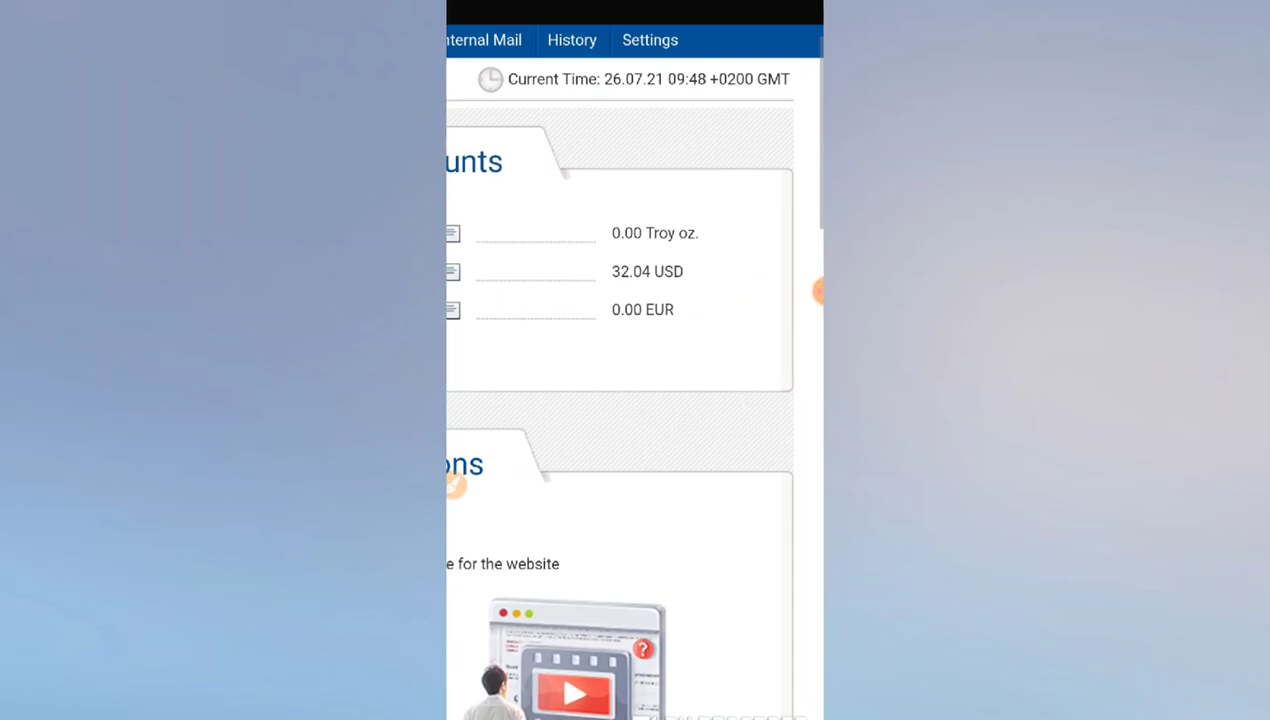 nternal Mail History Settings
Current Time: 26.07.21 09:48 +0200 GMT
unts
0.00 Troy oz.
32.04 USD
0.00 EUR
ons
e for the website
?